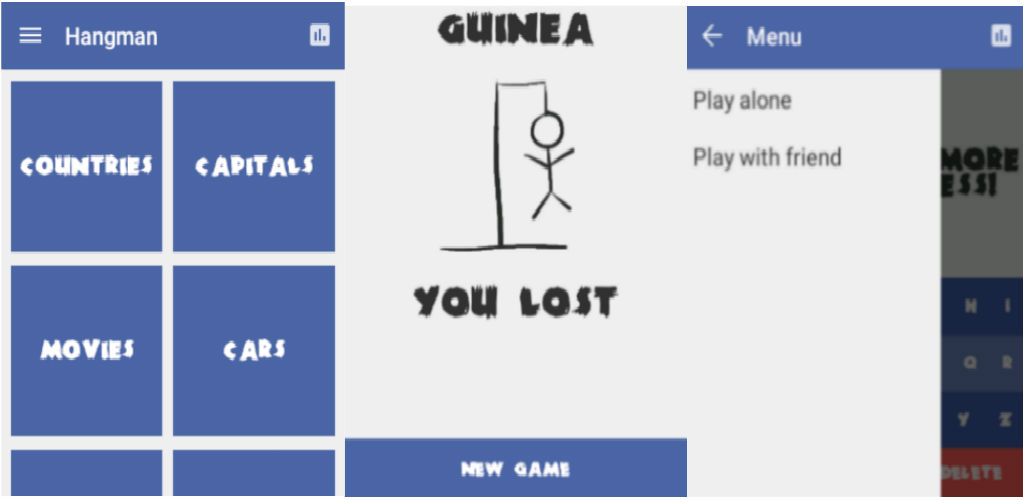 Hangman
COUNTRIES
CAPITALS
MOVIES
CARS
GUINEA
YOU LOST
NEW GAME
Menu
Play alone
Play with friend
MORE
ESS!
H I
Q R
Y Z
DELETE